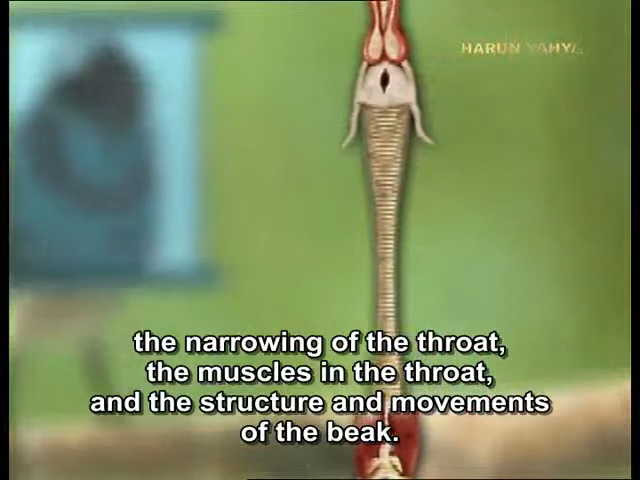 HARUN YAHYA
the narrowing of the throat,
the muscles in the throat,
and the structure and movements
of the beak.